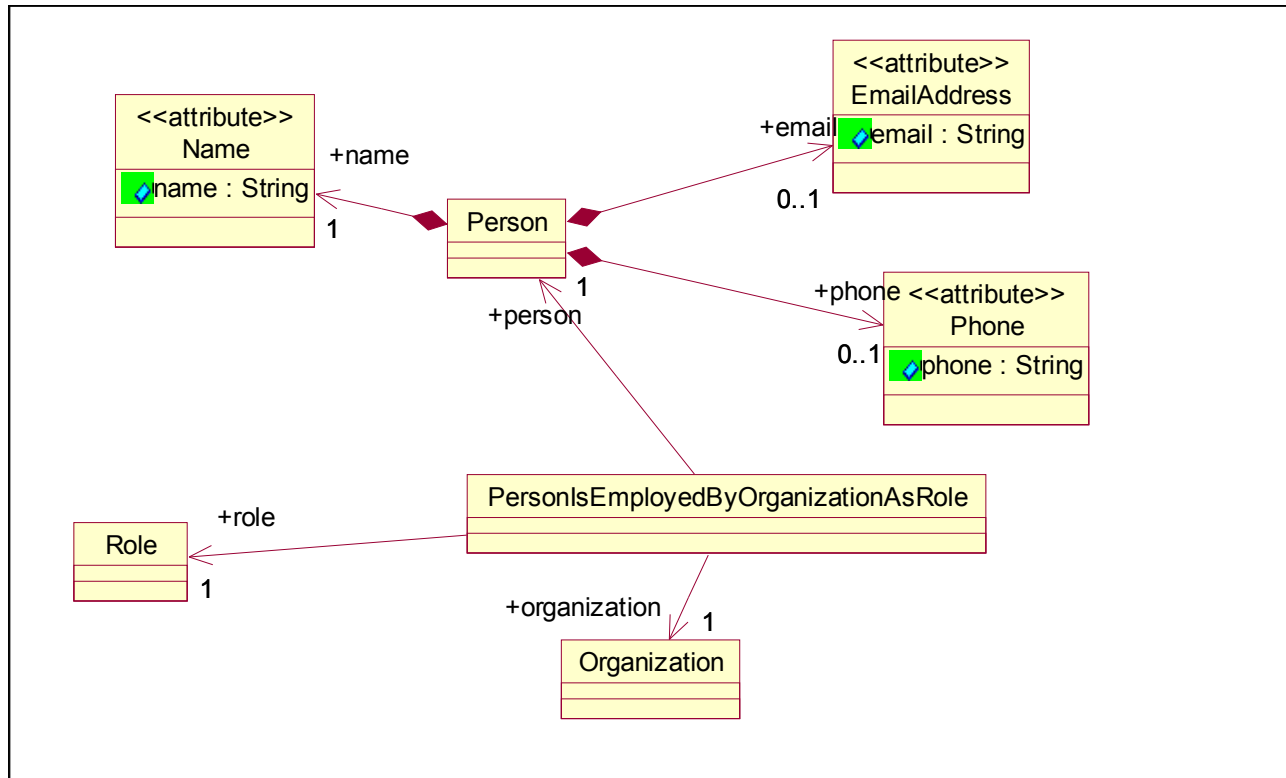 <<attribute>>
EmailAddress
email : String
<<attribute>>
Name
name : String
+name
1
+email
0..1
Person
1
+person
+phone
0..1
<<attribute>>
Phone
phone : String
PersonIsEmployedByOrganizationAsRole
+role
Role
1
+organization
1
Organization